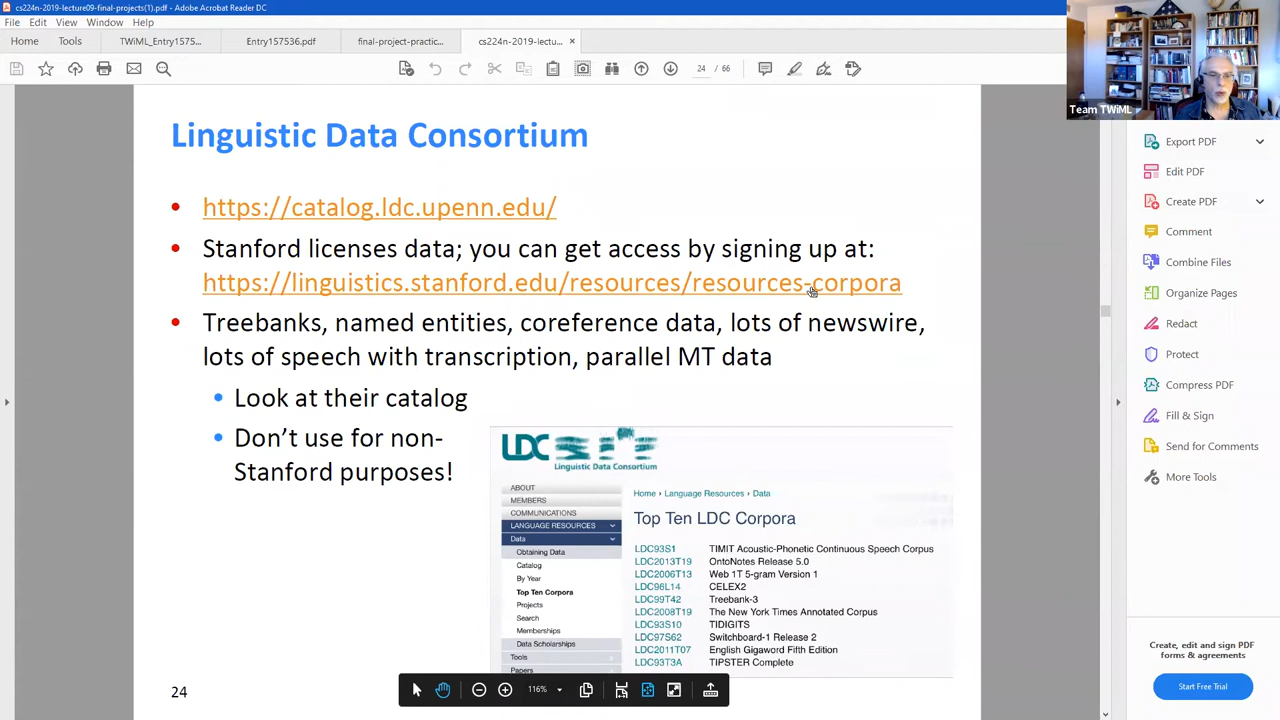 cs224n-2019-lecture09-final-projects(1).pdf - Adobe Acrobat Reader DC
File Edit View Window Help
Home Tools TWiML_Entry1575... Entry157536.pdf final-project-practic... cs224n-2019-lectu... ×
24 / 66
Team TWiML
Linguistic Data Consortium
https://catalog.ldc.upenn.edu/
Stanford licenses data; you can get access by signing up at:
https://linguistics.stanford.edu/resources/resources-corpora
Treebanks, named entities, coreference data, lots of newswire,
lots of speech with transcription, parallel MT data
Look at their catalog
Don't use for non-
Stanford purposes!
LDC
Linguistic Data Consortium
ABOUT
MEMBERS
COMMUNICATIONS
LANGUAGE RESOURCES
Data
Obtaining Data
Catalog
By Year
Top Ten Corpora
Projects
Search
Memberships
Data Scholarships
Tools
Papers
Home › Language Resources › Data
Top Ten LDC Corpora
LDC93S1 TIMIT Acoustic-Phonetic Continuous Speech Corpus
LDC2013T19 OntoNotes Release 5.0
LDC2006T13 Web 1T 5-gram Version 1
LDC96L14 CELEX2
LDC99T42 Treebank-3
LDC2008T19 The New York Times Annotated Corpus
LDC93S10 TIDIGITS
LDC97S62 Switchboard-1 Release 2
LDC2011T07 English Gigaword Fifth Edition
LDC93T3A TIPSTER Complete
24
116%
Export PDF
Edit PDF
Create PDF
Comment
Combine Files
Organize Pages
Redact
Protect
Compress PDF
Fill & Sign
Send for Comments
More Tools
Create, edit and sign PDF
forms & agreements
Start Free Trial